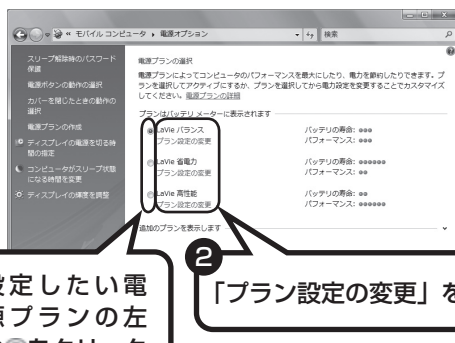 « モバイル コンピュータ ▸ 電源オプション
検索
スリープ解除時のパスワード保護
電源ボタンの動作の選択
カバーを閉じたときの動作の選択
電源プランの作成
ディスプレイの電源を切る時間の指定
コンピュータがスリープ状態になる時間を変更
ディスプレイの輝度を調整
電源プランの選択
電源プランによってコンピュータのパフォーマンスを最大にしたり、電力を節約したりできます。プ
ランを選択してアクティブにするか、プランを選択してから電力設定を変更することでカスタマイズ
してください。電源プランの詳細
プランはバッテリ メーターに表示されます
LaVie バランス バッテリの寿命:
プラン設定の変更 パフォーマンス:
LaVie 省電力 バッテリの寿命:
プラン設定の変更 パフォーマンス:
LaVie 高性能 バッテリの寿命:
プラン設定の変更 パフォーマンス:
追加のプランを表示します
設定したい電
源プランの左
をクリック
2
「プラン設定の変更」を